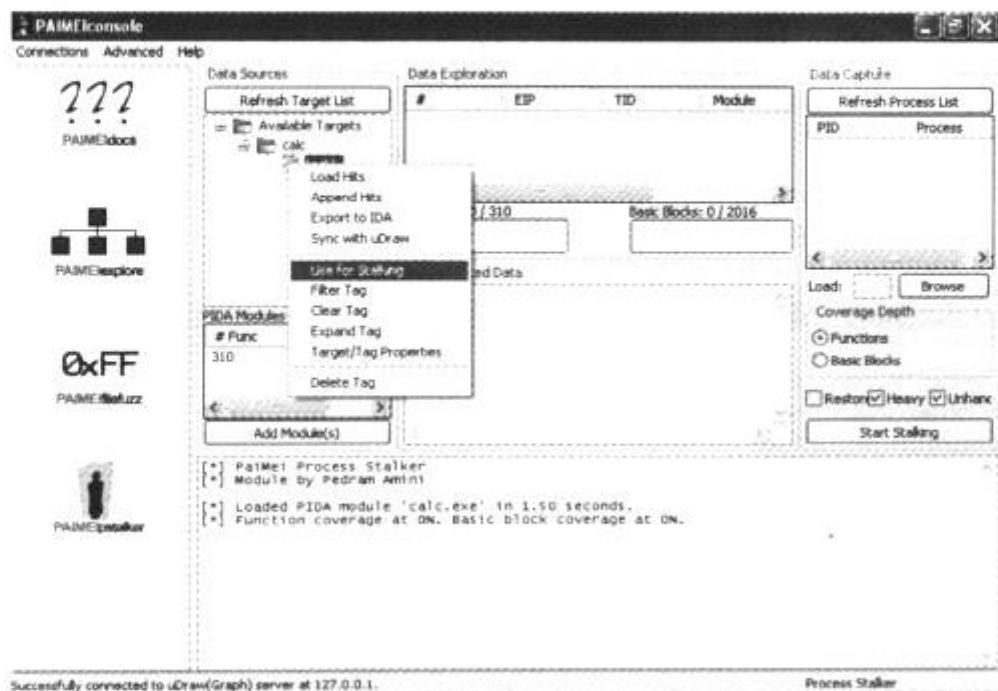 PAIMEIconsole
Connections Advanced Help
PAIMEIdocs
PAIMEIexplore
0xFF
PAIMEIfilefuzz
PAIMEIpstalker
Data Sources
Refresh Target List
Available Targets
calc
Load Hits
Append Hits
Export to IDA
Sync with uDraw
Use for Stalking
Filter Tag
Clear Tag
Expand Tag
Target/Tag Properties
Delete Tag
PIDA Modules
# Func
310
Add Module(s)
Data Exploration
# EIP TID Module
/ 310
Basic Blocks: 0 / 2016
ed Data
Data Capture
Refresh Process List
PID Process
Load:
Browse
Coverage Depth
Functions
Basic Blocks
Restore Heavy Unhanc
Start Stalking
[*] PaiMei Process Stalker
[*] Module by Pedram Amini
[*] Loaded PIDA module 'calc.exe' in 1.50 seconds.
[*] Function coverage at 0%. Basic block coverage at 0%.
Successfully connected to uDraw(Graph) server at 127.0.0.1.
Process Stalker